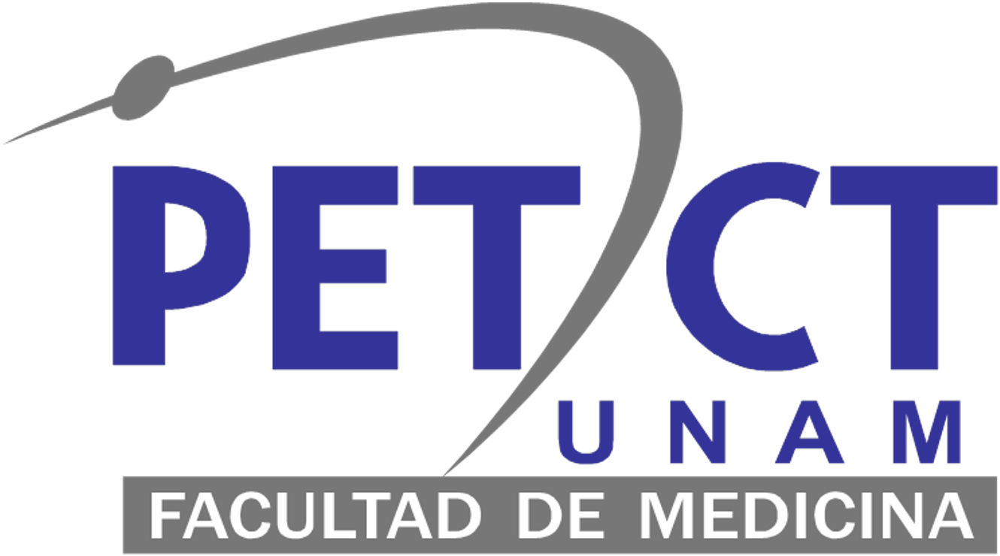 PET CT
UNAM
FACULTAD DE MEDICINA